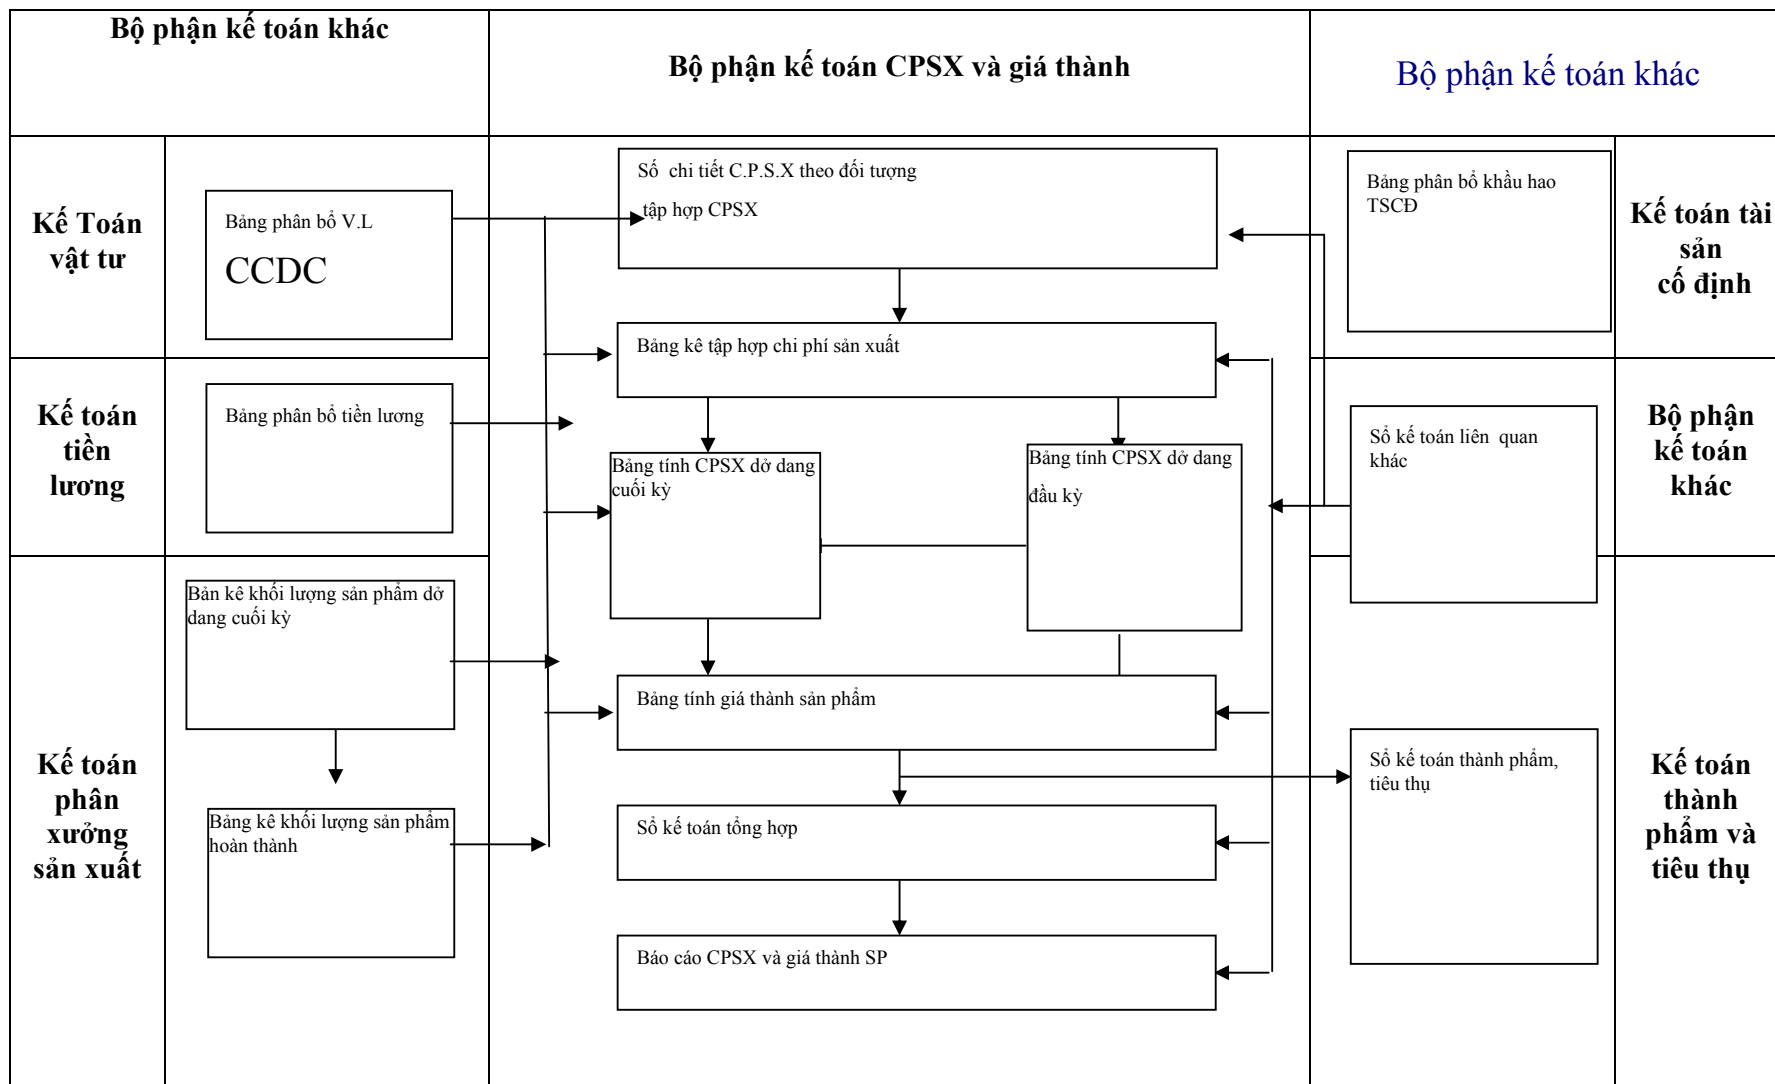 Bộ phận kế toán khác
Bộ phận kế toán CPSX và giá thành
Bộ phận kế toán khác
Kế Toán
vật tư
Bảng phân bổ V.L
CCDC
Số chi tiết C.P.S.X theo đối tượng
tập hợp CPSX
Bảng phân bổ khầu hao
TSCĐ
Kế toán tài
sản
cố định
Bảng kê tập hợp chi phí sản xuất
Kế toán
tiền
lương
Bảng phân bổ tiền lương
Bảng tính CPSX dở dang
cuối kỳ
Bảng tính CPSX dở dang
đầu kỳ
Sổ kế toán liên quan
khác
Bộ phận
kế toán
khác
Kế toán
phân
xưởng
sản xuất
Bản kê khối lượng sản phẩm dở
dang cuối kỳ
Bảng kê khối lượng sản phẩm
hoàn thành
Bảng tính giá thành sản phẩm
Sổ kế toán tổng hợp
Báo cáo CPSX và giá thành SP
Sổ kế toán thành phẩm,
tiêu thụ
Kế toán
thành
phẩm và
tiêu thụ